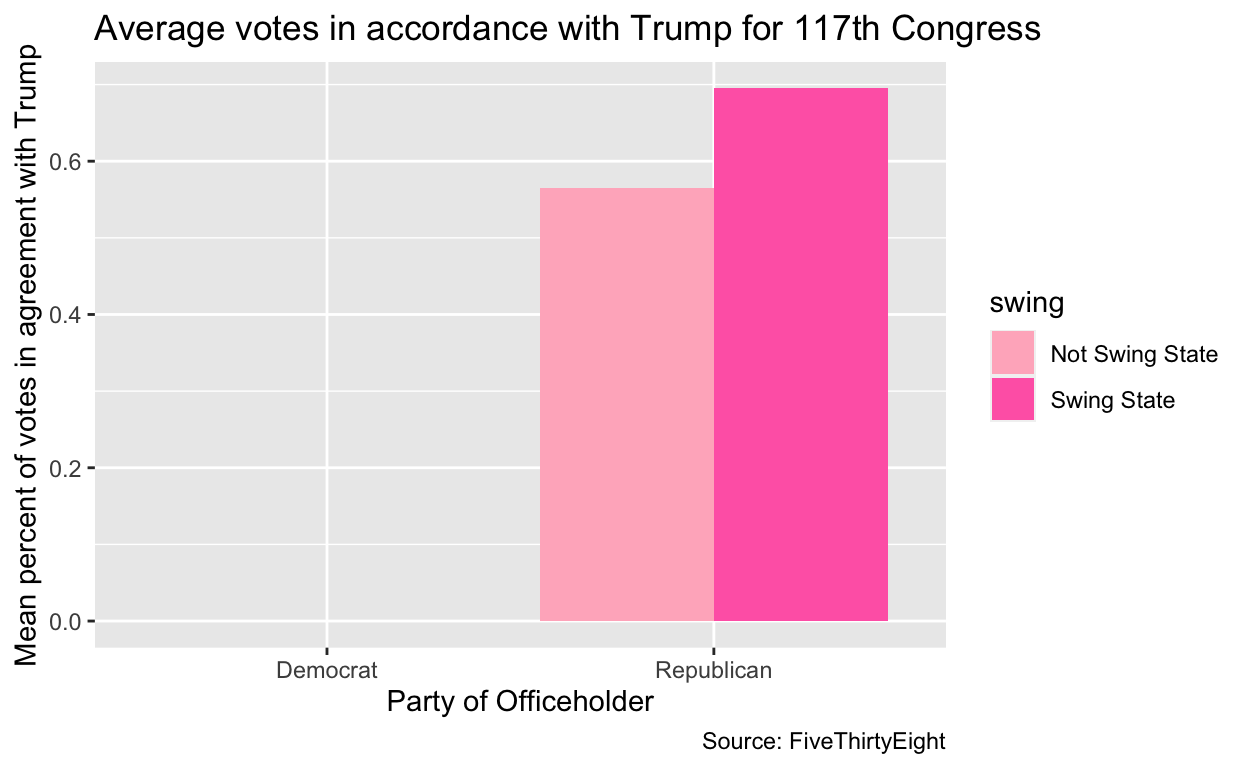 Average votes in accordance with Trump for 117th Congress
Mean percent of votes in agreement with Trump
0.6
0.4
0.2
0.0
Democrat
Republican
Party of Officeholder
swing
Not Swing State
Swing State
Source: FiveThirtyEight